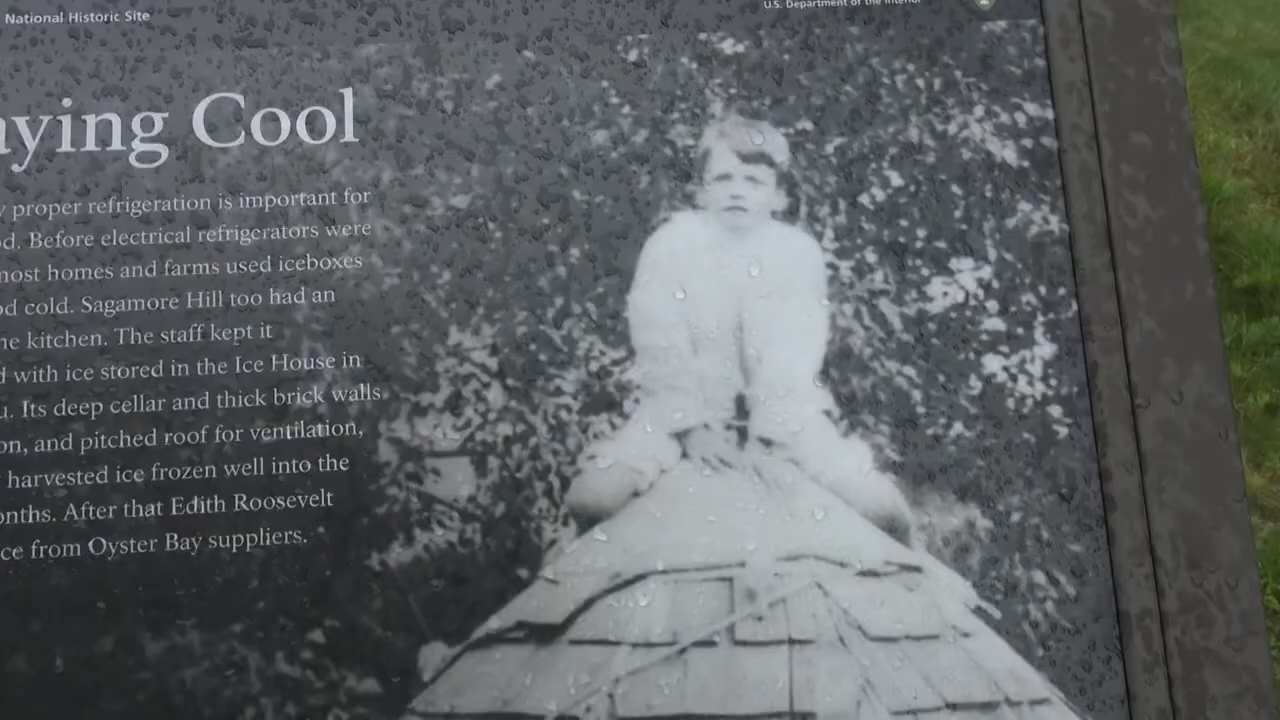 National Historic Site
U.S. Department of the Interior
aying Cool
y proper refrigeration is important for
od. Before electrical refrigerators were
most homes and farms used iceboxes
od cold. Sagamore Hill too had an
he kitchen. The staff kept it
d with ice stored in the Ice House in
u. Its deep cellar and thick brick walls
on, and pitched roof for ventilation,
harvested ice frozen well into the
onths. After that Edith Roosevelt
ce from Oyster Bay suppliers.